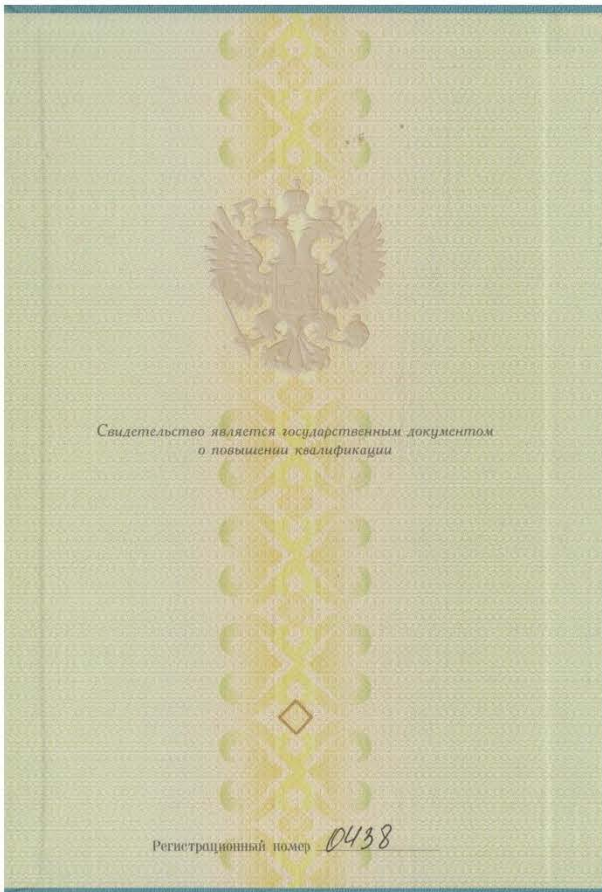 Свидетельство является государственным документом
о повышении квалификации
Регистрационный номер 0438